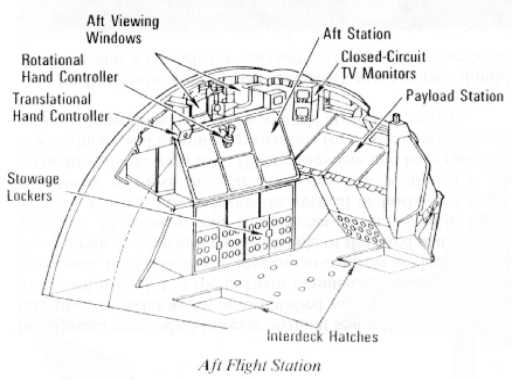 Aft Viewing
Windows
Aft Station
Rotational
Hand Controller
Closed-Circuit
TV Monitors
Translational
Hand Controller
Payload Station
Stowage
Lockers
Interdeck Hatches
Aft Flight Station